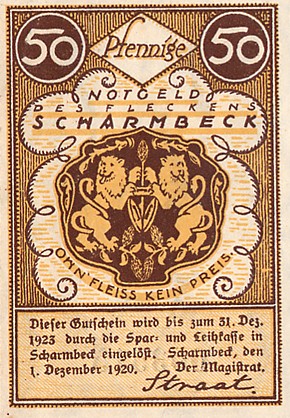 50 Pfennige 50
NOTGELD
DES FLECKENS
SCHARMBECK
OHN' FLEISS KEIN PREIS.
Dieser Gutschein wird bis zum 31. Dez.
1923 durch die Spar- und Leihkasse in
Scharmbeck eingelöst. Scharmbeck, den
1. Dezember 1920. Der Magistrat.
Straat.